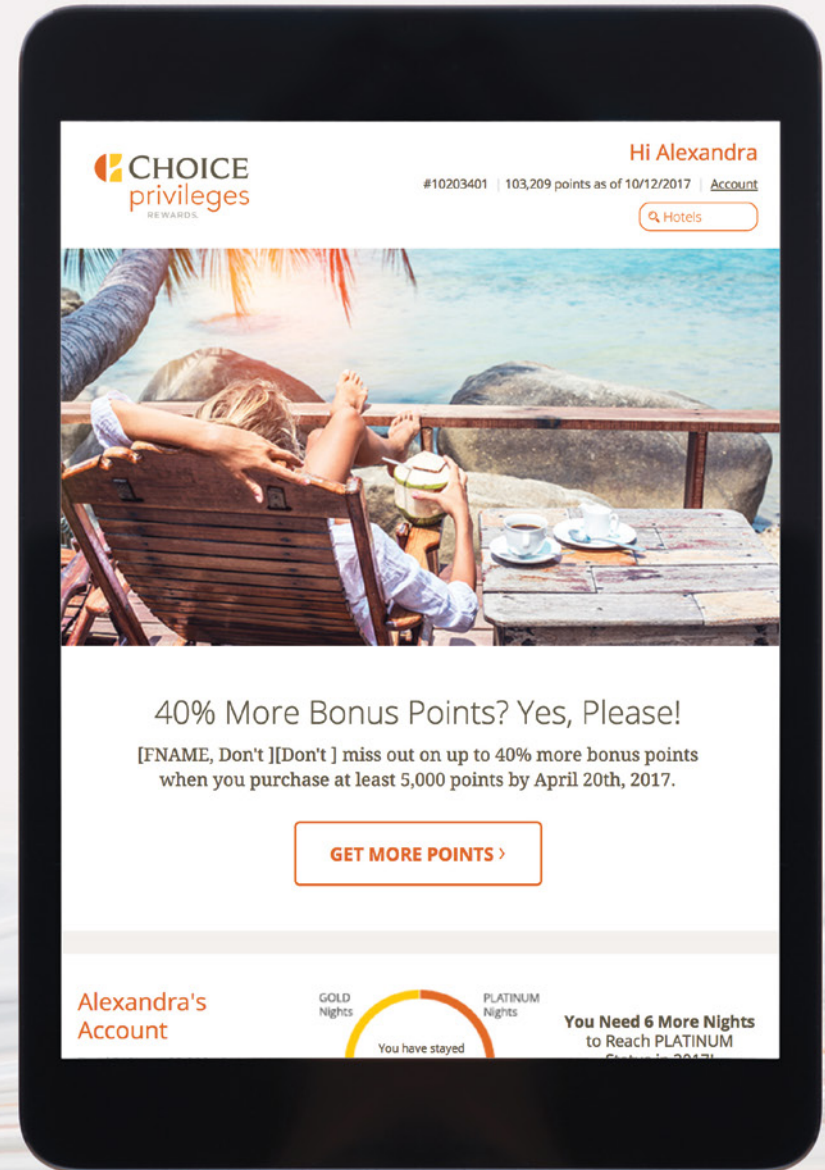 CHOICE
privileges
REWARDS.
Hi Alexandra
#10203401 | 103,209 points as of 10/12/2017 | Account
Hotels
40% More Bonus Points? Yes, Please!
[FNAME, Don't ][Don't ] miss out on up to 40% more bonus points
when you purchase at least 5,000 points by April 20th, 2017.
GET MORE POINTS ›
Alexandra's
Account
GOLD
Nights
PLATINUM
Nights
You have stayed
You Need 6 More Nights
to Reach PLATINUM
Status in 2017!